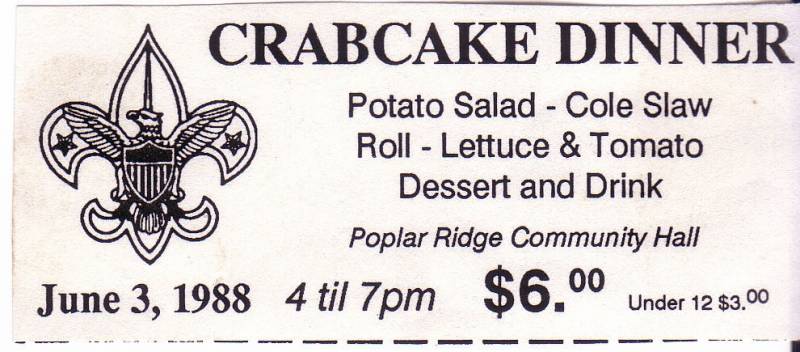 CRABCAKE DINNER
Potato Salad - Cole Slaw
Roll - Lettuce & Tomato
Dessert and Drink
Poplar Ridge Community Hall
June 3, 1988 4 til 7pm $6.00 Under 12 $3.00